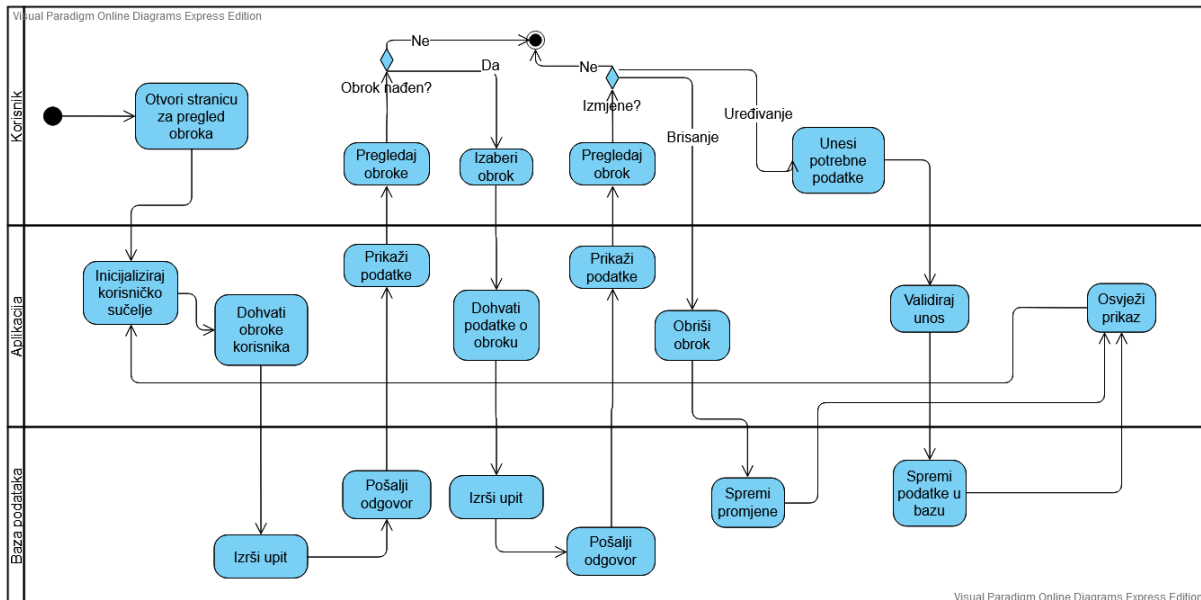 Visual Paradigm Online Diagrams Express Edition
Korisnik
Otvori stranicu
za pregled
obroka
Ne
Obrok nađen?
Da
Pregledaj
obroke
Izaberi
obrok
Ne
Izmjene?
Pregledaj
obrok
Brisanje
Uređivanje
Unesi
potrebne
podatke
Aplikacija
Inicijaliziraj
korisničko
sučelje
Dohvati
obroke
korisnika
Prikaži
podatke
Dohvati
podatke o
obroku
Prikaži
podatke
Obriši
obrok
Validiraj
unos
Osvježi
prikaz
Baza podataka
Izrši upit
Pošalji
odgovor
Izrši upit
Pošalji
odgovor
Spremi
promjene
Spremi
podatke u
bazu
Visual Paradigm Online Diagrams Express Edition